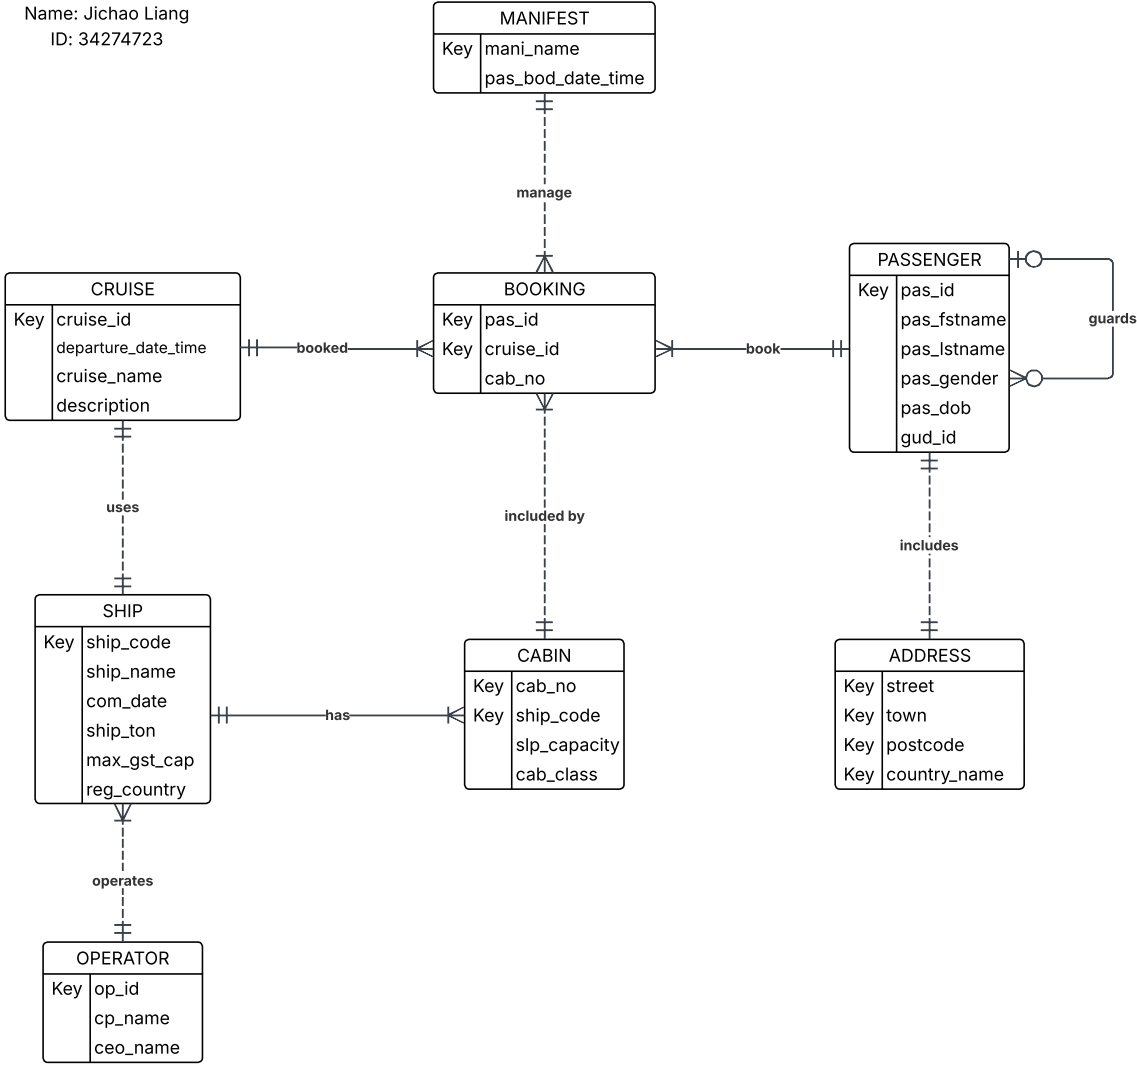 Name: Jichao Liang
ID: 34274723
MANIFEST
Key mani_name
pas_bod_date_time
manage
CRUISE
Key cruise_id
departure_date_time
cruise_name
description
booked
BOOKING
Key pas_id
Key cruise_id
cab_no
book
PASSENGER
Key pas_id
pas_fstname
pas_lstname
pas_gender
pas_dob
gud_id
guards
uses
included by
includes
SHIP
Key ship_code
ship_name
com_date
ship_ton
max_gst_cap
reg_country
has
CABIN
Key cab_no
Key ship_code
slp_capacity
cab_class
ADDRESS
Key street
Key town
Key postcode
Key country_name
operates
OPERATOR
Key op_id
cp_name
ceo_name